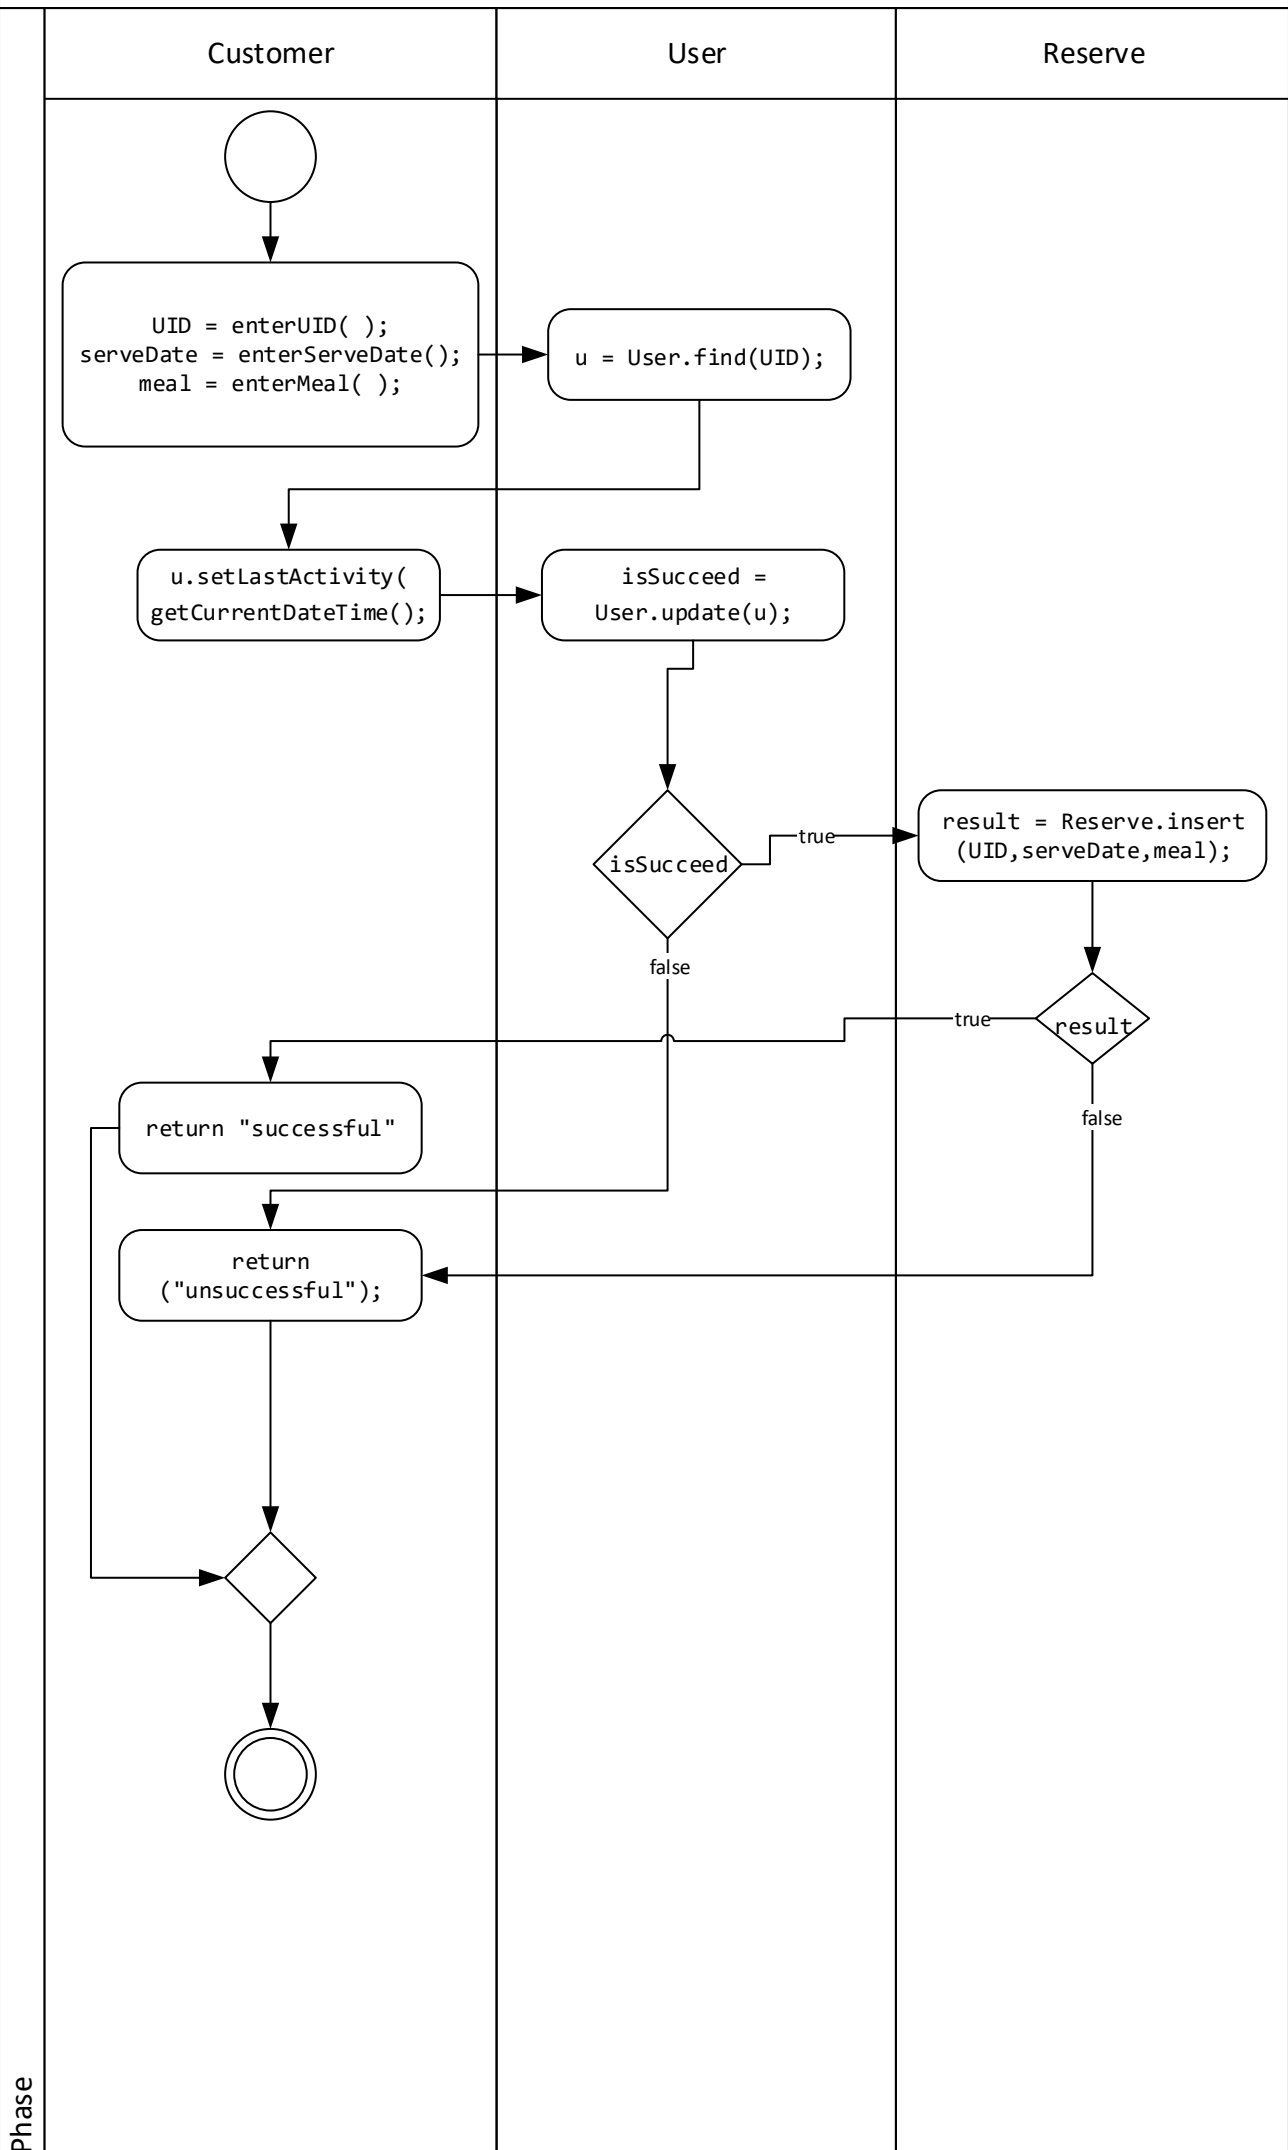 Customer
User
Reserve
UID = enterUID( );
serveDate = enterServeDate();
meal = enterMeal( );
u = User.find(UID);
u.setLastActivity(
getCurrentDateTime();
isSucceed =
User.update(u);
isSucceed
true
result = Reserve.insert
(UID,serveDate,meal);
false
true
result
return "successful"
false
return
("unsuccessful");
Phase